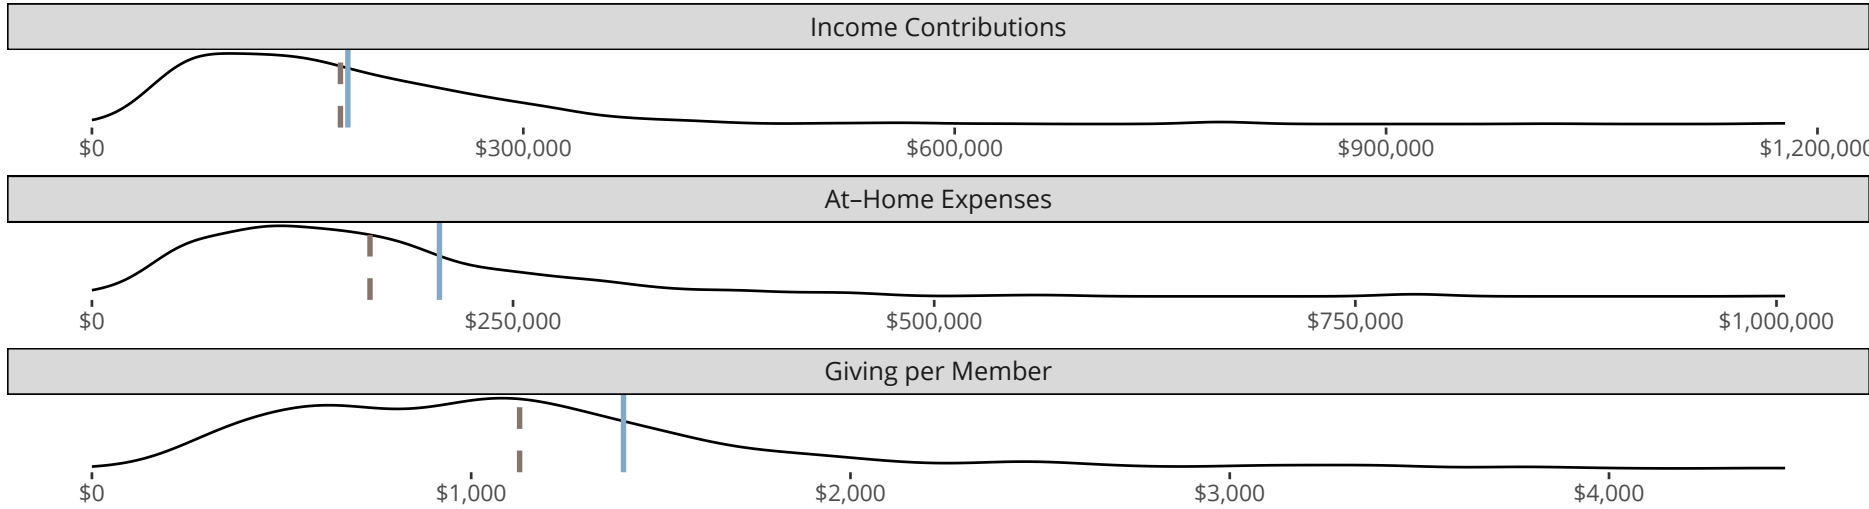 Income Contributions
$0 $300,000 $600,000 $900,000 $1,200,000
At–Home Expenses
$0 $250,000 $500,000 $750,000 $1,000,000
Giving per Member
$0 $1,000 $2,000 $3,000 $4,000